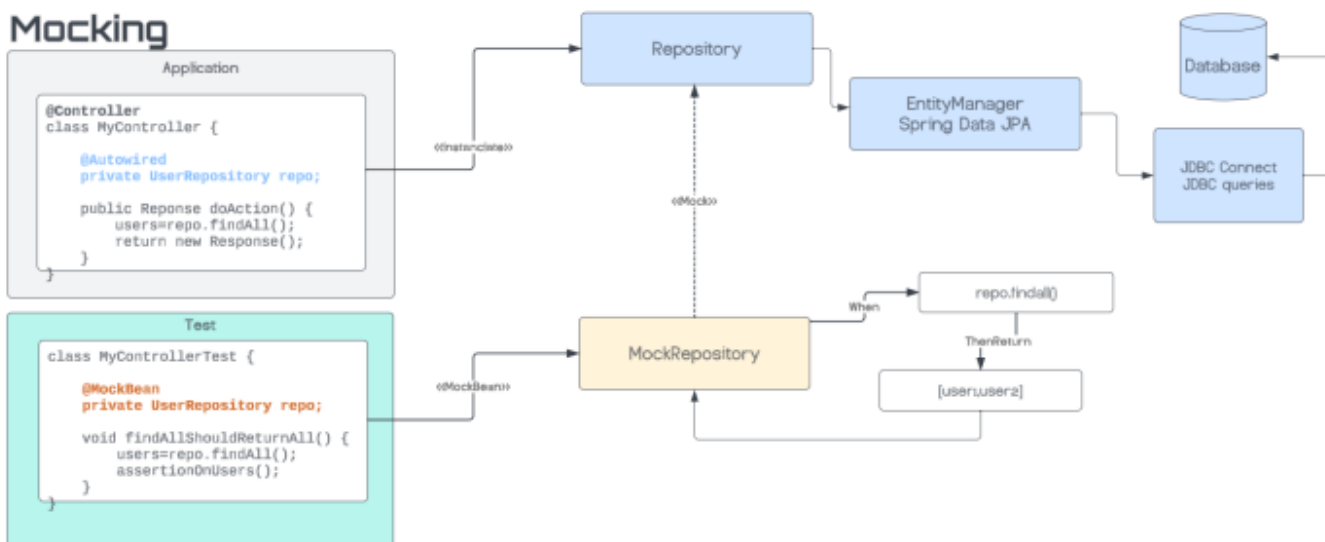 Mocking
Application
@Controller
class MyController {
@Autowired
private UserRepository repo;
public Reponse doAction() {
users=repo.findAll();
return new Response();
}
}
Test
class MyControllerTest {
@MockBean
private UserRepository repo;
void findAllShouldReturnAll() {
users=repo.findAll();
assertionOnUsers();
}
}
<<Instanciate>>
<<MockBean>>
Repository
<<Mock>>
MockRepository
EntityManager
Spring Data JPA
JDBC Connect
JDBC queries
Database
When
repo.findall()
ThenReturn
[user1,user2]